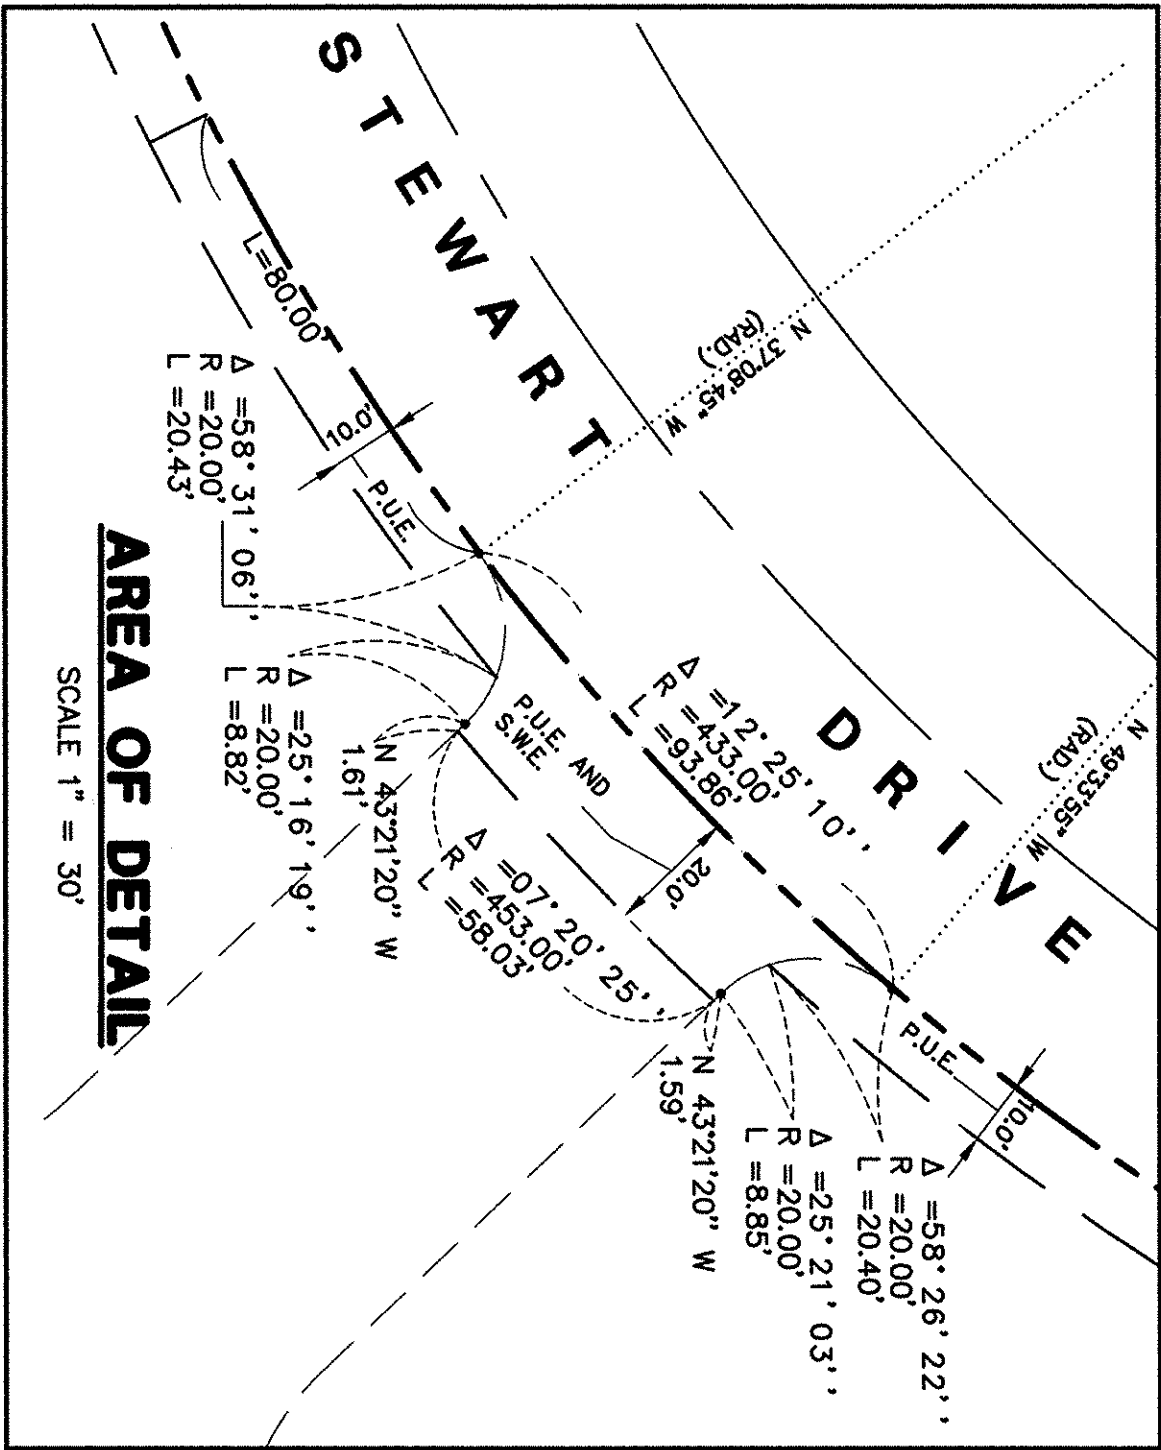 STEWART DRIVE
N 37°08'45" W
(RAD.)
N 49°33'55" W
(RAD.)
L=80.00'
10.0'
P.U.E.
Δ =58° 31' 06''
R =20.00'
L =20.43'
Δ =25° 16' 19''
R =20.00'
L =8.82'
N 43°21'20" W
1.61'
P.U.E. AND
S.W.E.
20.0'
Δ =12° 25' 10''
R =433.00'
L =93.86'
Δ =07° 20' 25''
R =453.00'
L =58.03'
N 43°21'20" W
1.59'
Δ =25° 21' 03''
R =20.00'
L =8.85'
Δ =58° 26' 22''
R =20.00'
L =20.40'
P.U.E.
10.0'
AREA OF DETAIL
SCALE 1" = 30'